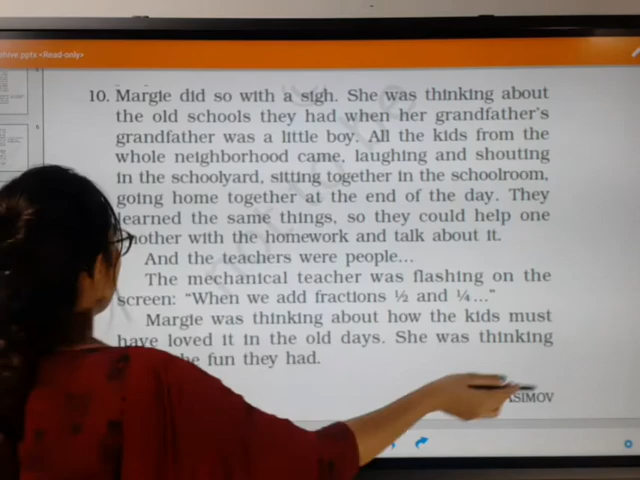 ehive.pptx <Read-only>
10. Margie did so with a sigh. She was thinking about
the old schools they had when her grandfather's
grandfather was a little boy. All the kids from the
whole neighborhood came, laughing and shouting
in the schoolyard, sitting together in the schoolroom,
going home together at the end of the day. They
learned the same things, so they could help one
another with the homework and talk about it.
And the teachers were people...
The mechanical teacher was flashing on the
screen: "When we add fractions ½ and ¼..."
Margie was thinking about how the kids must
have loved it in the old days. She was thinking
fun they had.
ASIMOV